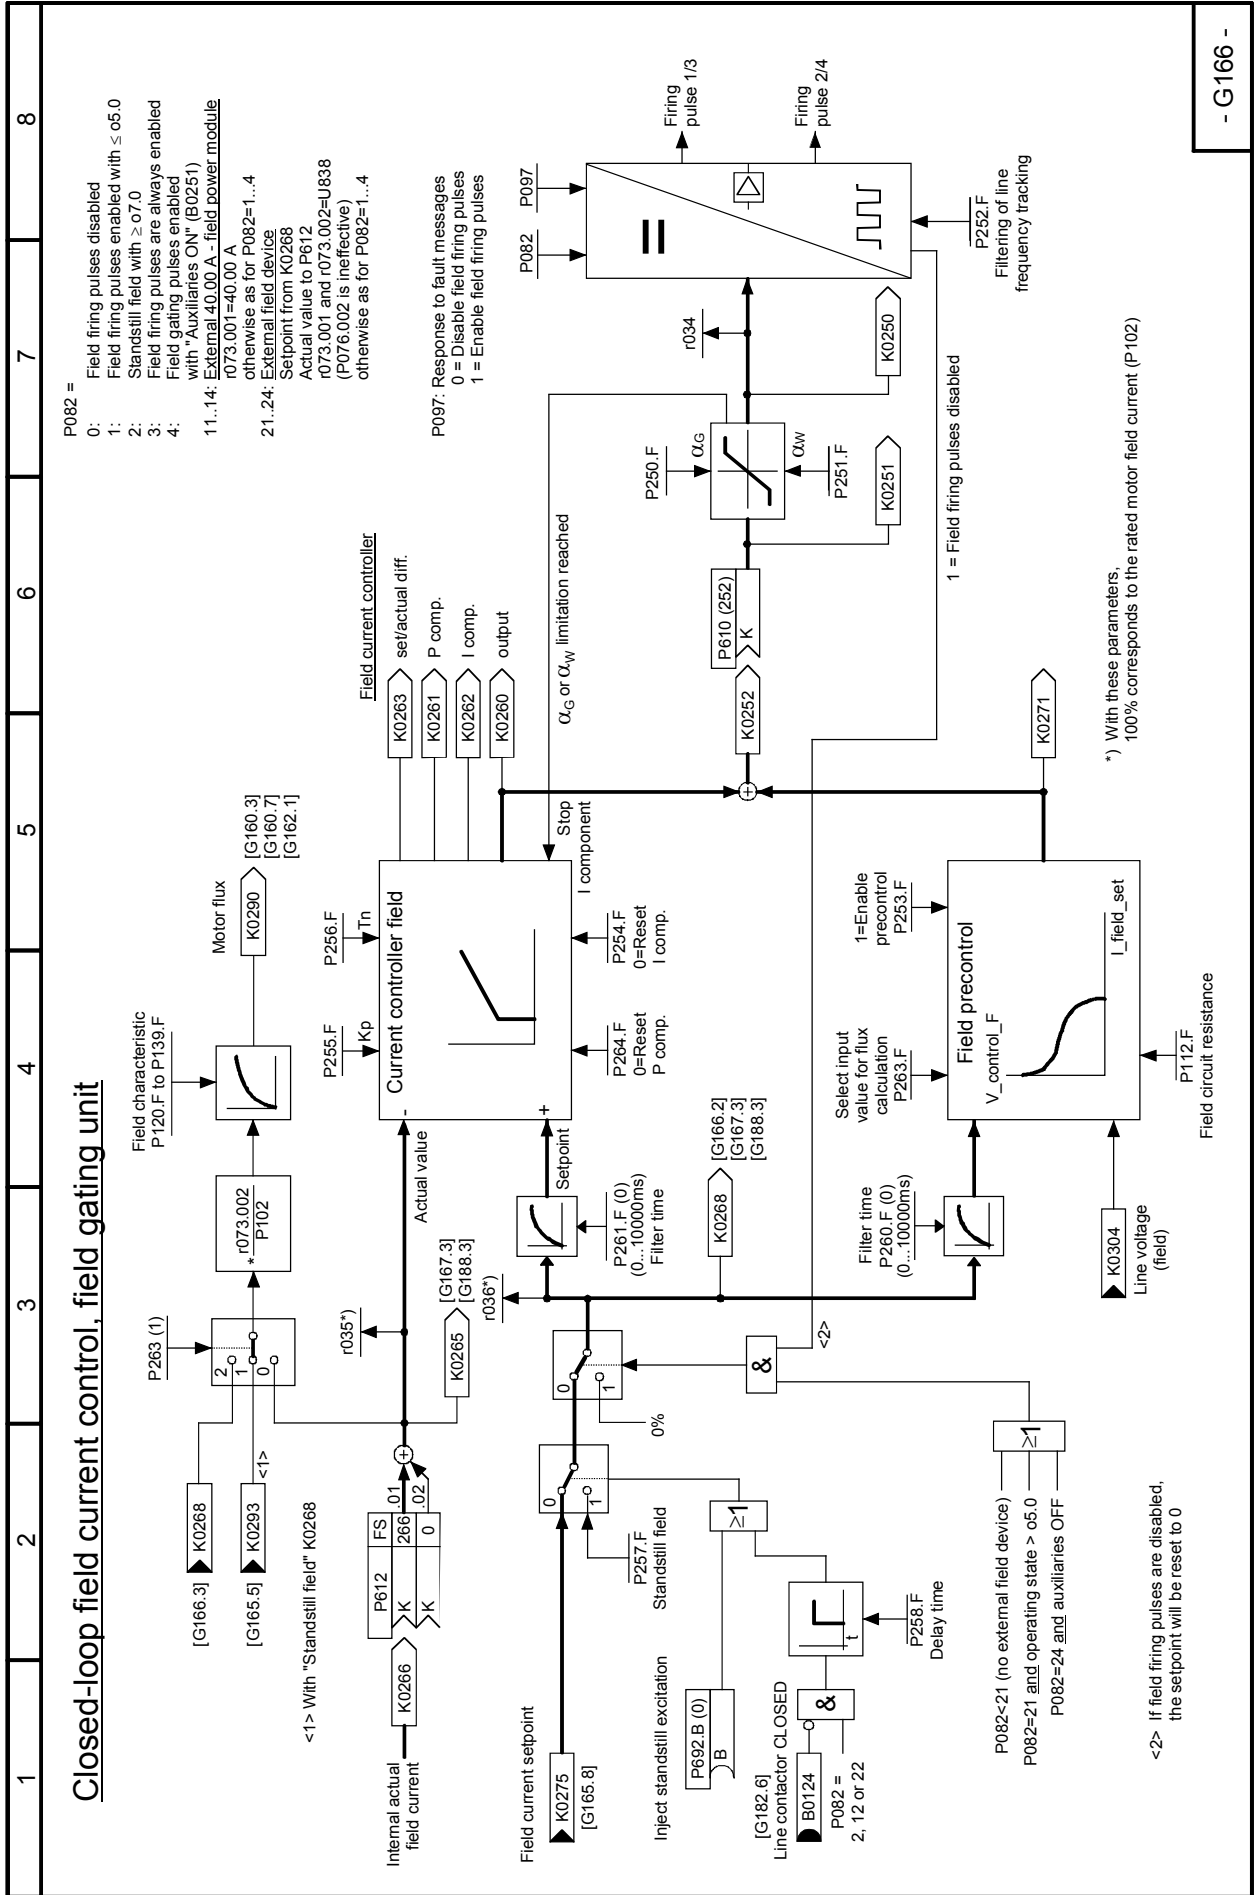 1 2 3 4 5 6 7 8
Closed-loop field current control, field gating unit
P082 =
0: Field firing pulses disabled
1: Field firing pulses enabled with ≤ o5.0
2: Standstill field with ≥ o7.0
3: Field firing pulses are always enabled
4: Field gating pulses enabled
with "Auxiliaries ON" (B0251)
11..14: External 40.00 A - field power module
r073.001=40.00 A
otherwise as for P082=1...4
21..24: External field device
Setpoint from K0268
Actual value to P612
r073.001 and r073.002=U838
(P076.002 is ineffective)
otherwise as for P082=1...4
P097: Response to fault messages
0 = Disable field firing pulses
1 = Enable field firing pulses
[G166.3]
K0268
[G165.5]
K0293
<1>
P263 (1)
2
1
0
*
r073.002
P102
Field characteristic
P120.F to P139.F
Motor flux
K0290
[G160.3]
[G160.7]
[G162.1]
<1> With "Standstill field" K0268
Internal actual
field current
K0266
P612
FS
K
266
.01
K
0
.02
+
r035*)
K0265
[G167.3]
[G188.3]
Actual value
P255.F
Kp
P256.F
Tn
Current controller field
-
+
Setpoint
P264.F
0=Reset
P comp.
P254.F
0=Reset
I comp.
Stop
I component
Field current controller
K0263
set/actual diff.
K0261
P comp.
K0262
I comp.
K0260
output
αG or αW limitation reached
Field current setpoint
K0275
[G165.8]
0
1
P257.F
Standstill field
0
1
0%
r036*)
P261.F (0)
(0...10000ms)
Filter time
K0268
[G166.2]
[G167.3]
[G188.3]
Inject standstill excitation
P692.B (0)
B
≥1
[G182.6]
Line contactor CLOSED
B0124
P082 =
2, 12 or 22
&
t
P258.F
Delay time
&
<2>
P082<21 (no external field device)
P082=21 and operating state > o5.0
P082=24 and auxiliaries OFF
≥1
<2> If field firing pulses are disabled,
the setpoint will be reset to 0
Filter time
P260.F (0)
(0...10000ms)
K0304
Line voltage
(field)
Select input
value for flux
calculation
P263.F
1=Enable
precontrol
P253.F
Field precontrol
V_control_F
I_field_set
P112.F
Field circuit resistance
K0271
+
K0252
P610 (252)
K
K0251
P250.F
αG
P251.F
αW
K0250
r034
P082
P097
=
Firing
pulse 1/3
Firing
pulse 2/4
P252.F
Filtering of line
frequency tracking
1 = Field firing pulses disabled
*) With these parameters,
100% corresponds to the rated motor field current (P102)
- G166 -